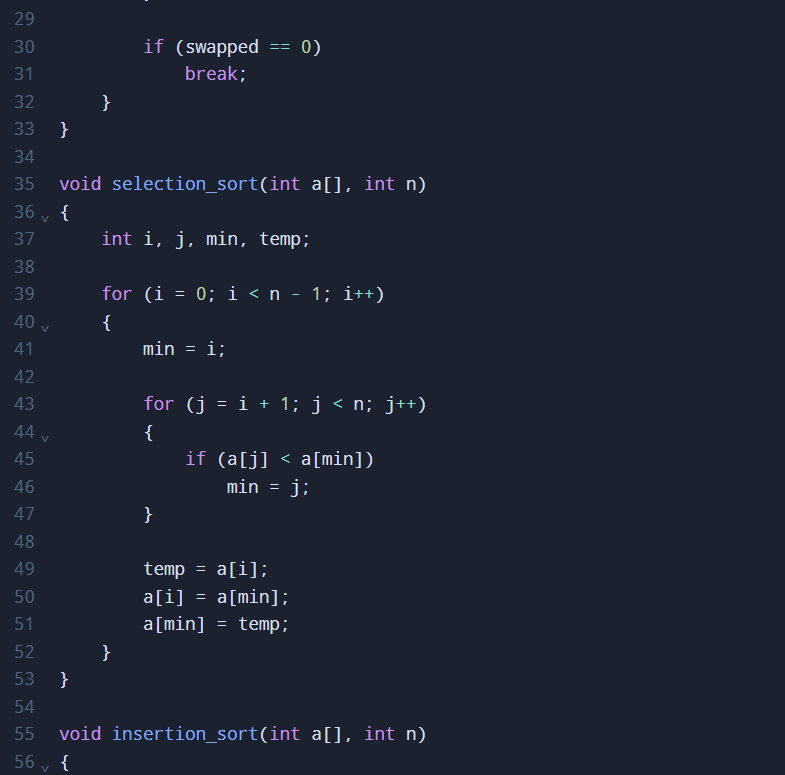 29
30 if (swapped == 0)
31 break;
32 }
33 }
34
35 void selection_sort(int a[], int n)
36 {
37 int i, j, min, temp;
38
39 for (i = 0; i < n - 1; i++)
40 {
41 min = i;
42
43 for (j = i + 1; j < n; j++)
44 {
45 if (a[j] < a[min])
46 min = j;
47 }
48
49 temp = a[i];
50 a[i] = a[min];
51 a[min] = temp;
52 }
53 }
54
55 void insertion_sort(int a[], int n)
56 {